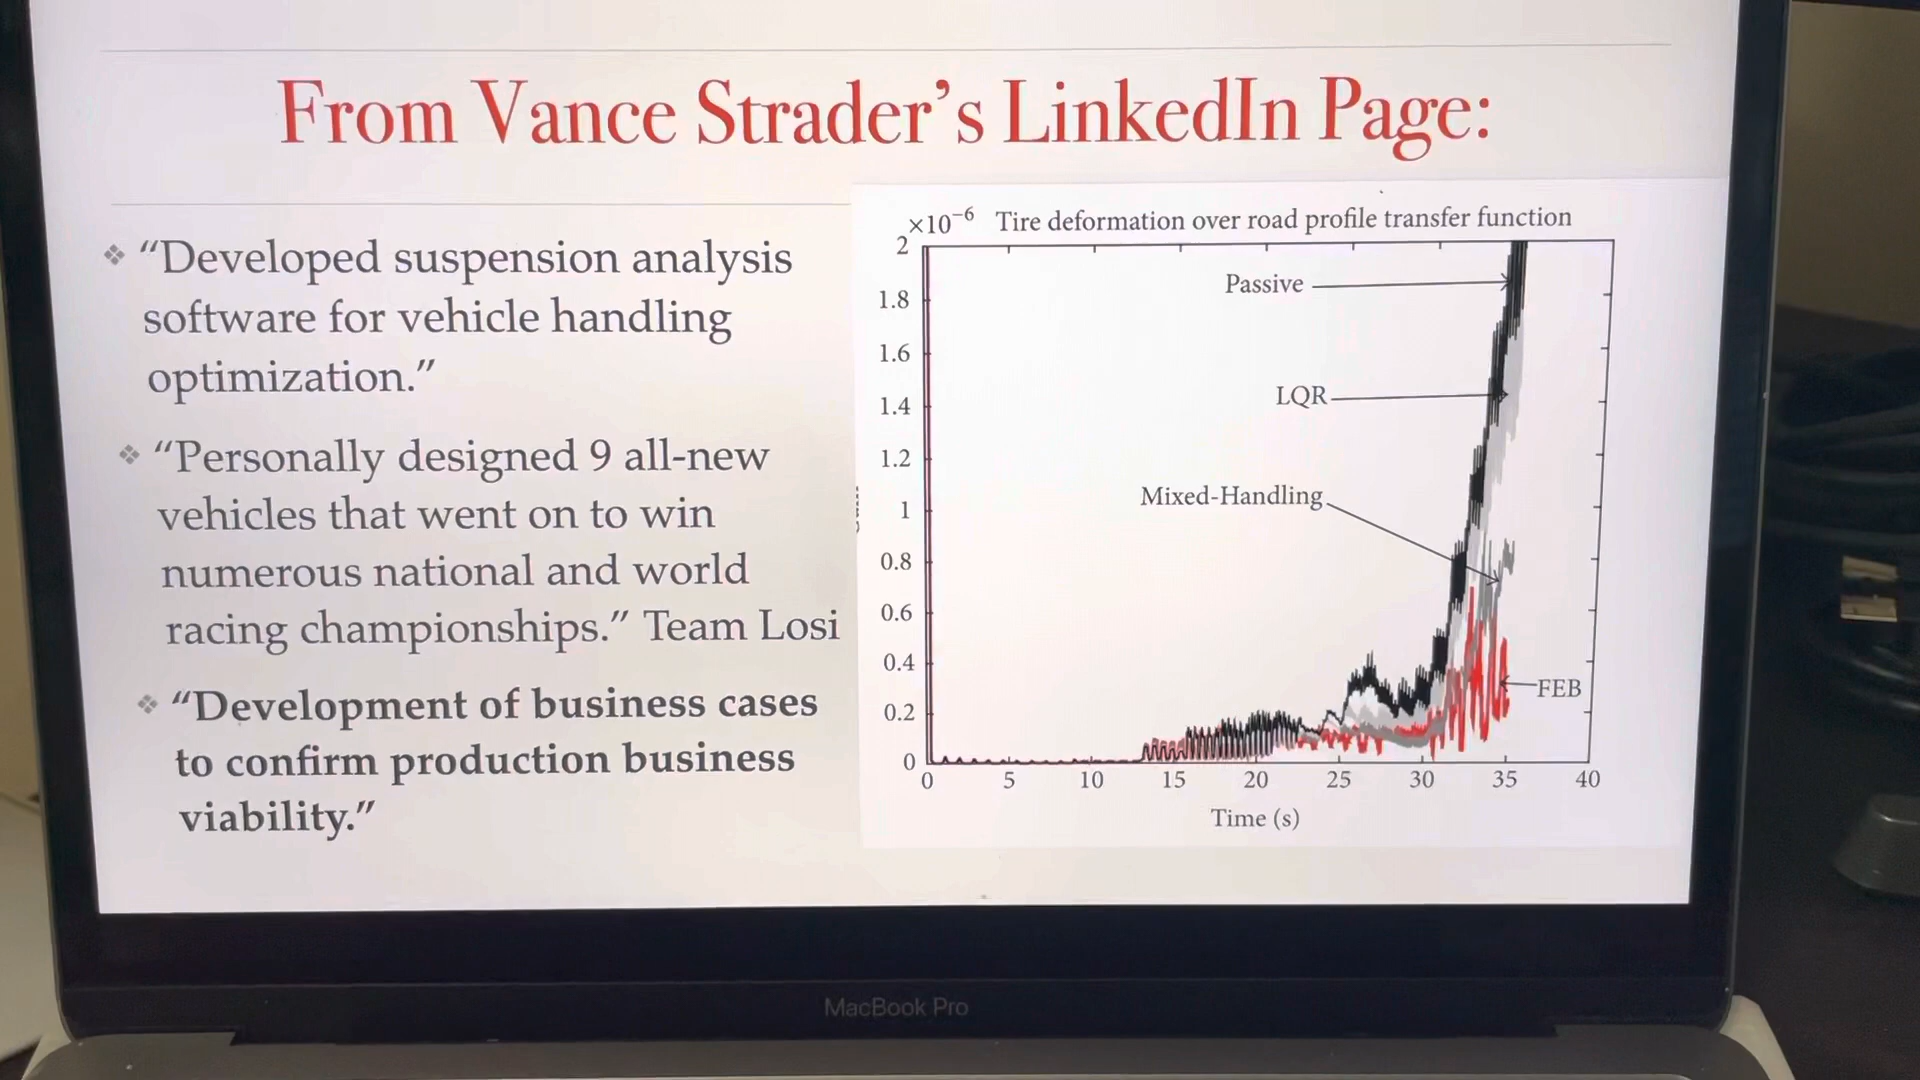 From Vance Strader’s LinkedIn Page:
❖ “Developed suspension analysis
software for vehicle handling
optimization.”
❖ “Personally designed 9 all-new
vehicles that went on to win
numerous national and world
racing championships.” Team Losi
❖ “Development of business cases
to confirm production business
viability.”
×10⁻⁶ Tire deformation over road profile transfer function
2
1.8
1.6
1.4
1.2
1
0.8
0.6
0.4
0.2
0
Passive
LQR
Mixed-Handling
FEB
0 5 10 15 20 25 30 35 40
Time (s)
MacBook Pro